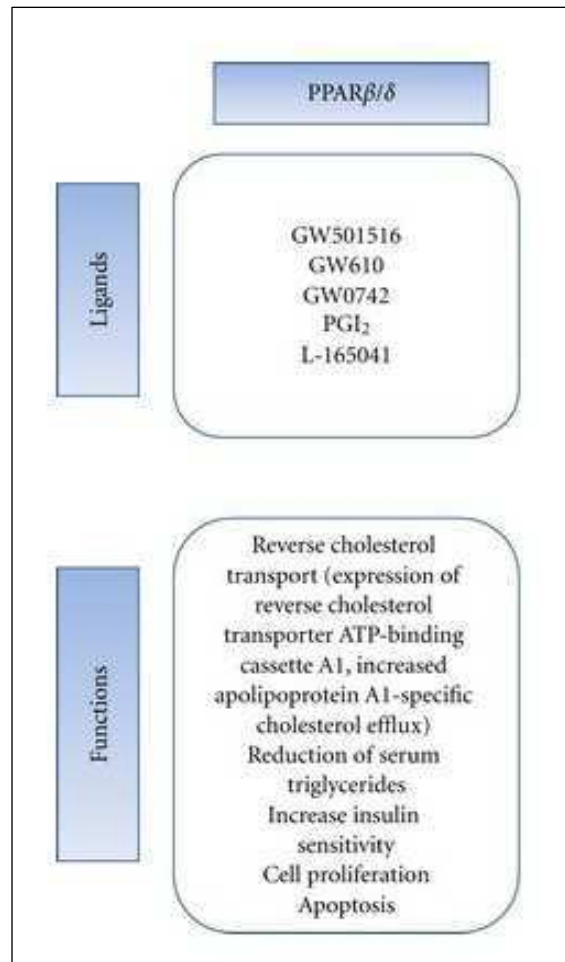 PPARβ/δ
Ligands
GW501516
GW610
GW0742
PGI₂
L-165041
Functions
Reverse cholesterol
transport (expression of
reverse cholesterol
transporter ATP-binding
cassette A1, increased
apolipoprotein A1-specific
cholesterol efflux)
Reduction of serum
triglycerides
Increase insulin
sensitivity
Cell proliferation
Apoptosis